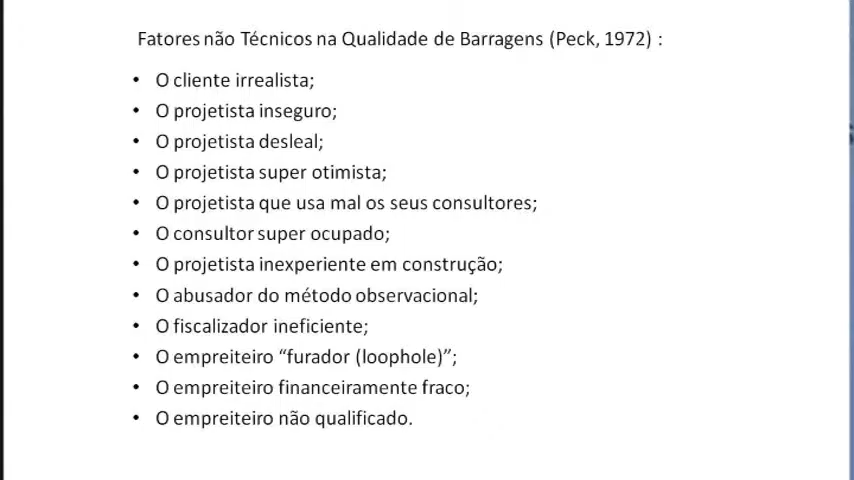 Fatores não Técnicos na Qualidade de Barragens (Peck, 1972) :
• O cliente irrealista;
• O projetista inseguro;
• O projetista desleal;
• O projetista super otimista;
• O projetista que usa mal os seus consultores;
• O consultor super ocupado;
• O projetista inexperiente em construção;
• O abusador do método observacional;
• O fiscalizador ineficiente;
• O empreiteiro “furador (loophole)”;
• O empreiteiro financeiramente fraco;
• O empreiteiro não qualificado.